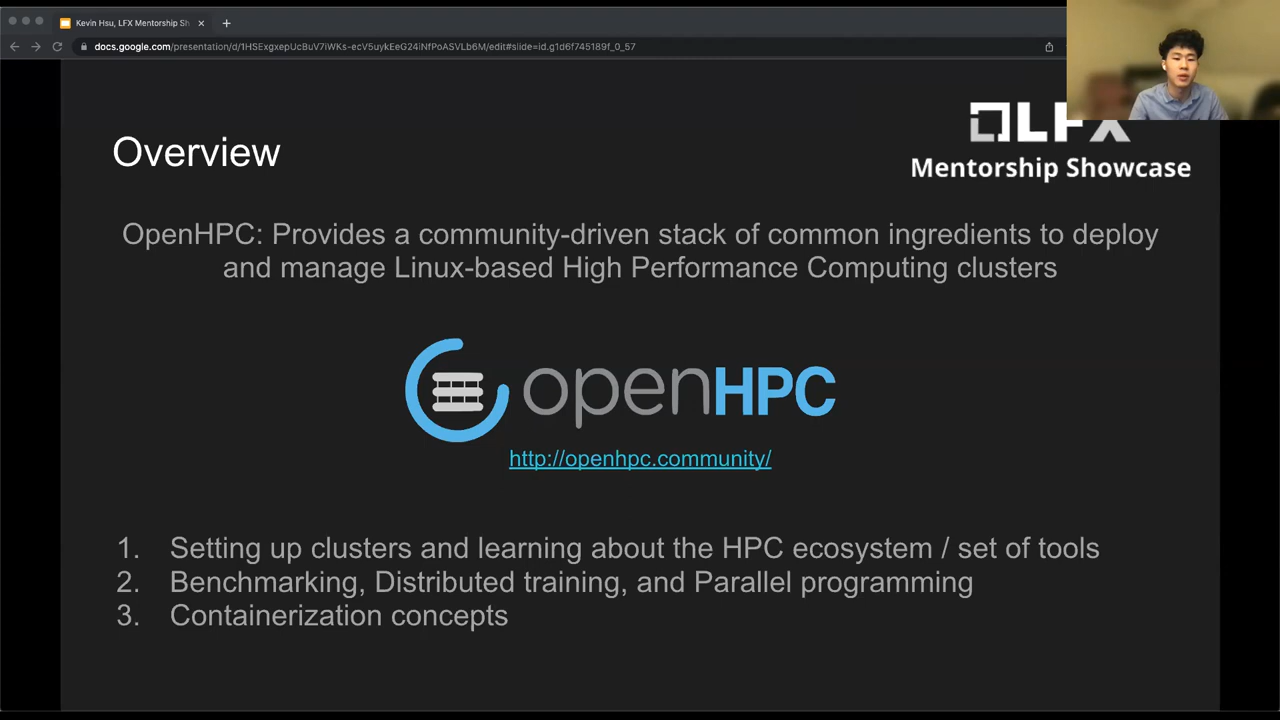 Kevin Hsu, LFX Mentorship Sh
docs.google.com/presentation/d/1HSExgxepUcBuV7iWKs-ecV5uykEeG24iNfPoASVLb6M/edit#slide=id.g1d6f745189f_0_57
LFX
Mentorship Showcase
Overview
OpenHPC: Provides a community-driven stack of common ingredients to deploy
and manage Linux-based High Performance Computing clusters
openHPC
http://openhpc.community/
1. Setting up clusters and learning about the HPC ecosystem / set of tools
2. Benchmarking, Distributed training, and Parallel programming
3. Containerization concepts